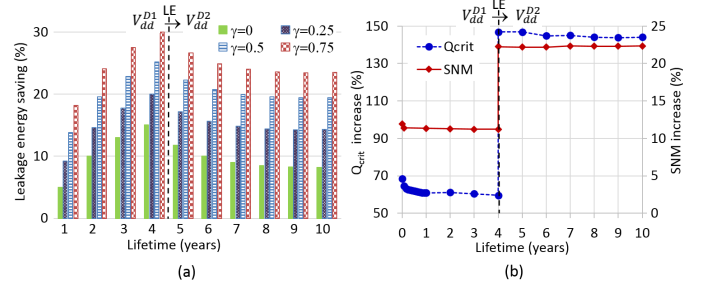 V_dd^D1 LE → V_dd^D2
γ=0 γ=0.25
γ=0.5 γ=0.75
Leakage energy saving (%)
30
20
10
0
1 2 3 4 5 6 7 8 9 10
Lifetime (years)
(a)
V_dd^D1 LE → V_dd^D2
Qcrit
SNM
Q_crit increase (%)
150
130
110
90
70
50
SNM increase (%)
25
20
15
10
5
0
0 1 2 3 4 5 6 7 8 9 10
Lifetime (years)
(b)